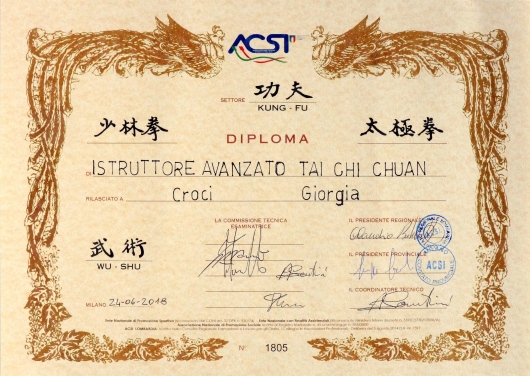 ACSI
SETTORE 功夫
KUNG - FU
少林拳
太極拳
DIPLOMA
DI ISTRUTTORE AVANZATO TAI CHI CHUAN
RILASCIATO A Croci Giorgia
LA COMMISSIONE TECNICA
ESAMINATRICE
IL PRESIDENTE REGIONALE
武術
WU - SHU
IL PRESIDENTE PROVINCIALE
ACSI
IL COORDINATORE TECNICO
MILANO 24-06-2018
N° 1805